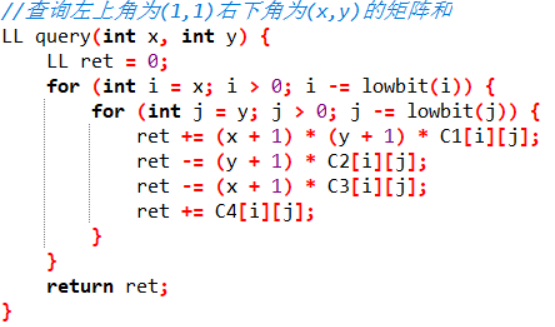 //查询左上角为(1,1)右下角为(x,y)的矩阵和
LL query(int x, int y) {
    LL ret = 0;
    for (int i = x; i > 0; i -= lowbit(i)) {
        for (int j = y; j > 0; j -= lowbit(j)) {
            ret += (x + 1) * (y + 1) * C1[i][j];
            ret -= (y + 1) * C2[i][j];
            ret -= (x + 1) * C3[i][j];
            ret += C4[i][j];
        }
    }
    return ret;
}